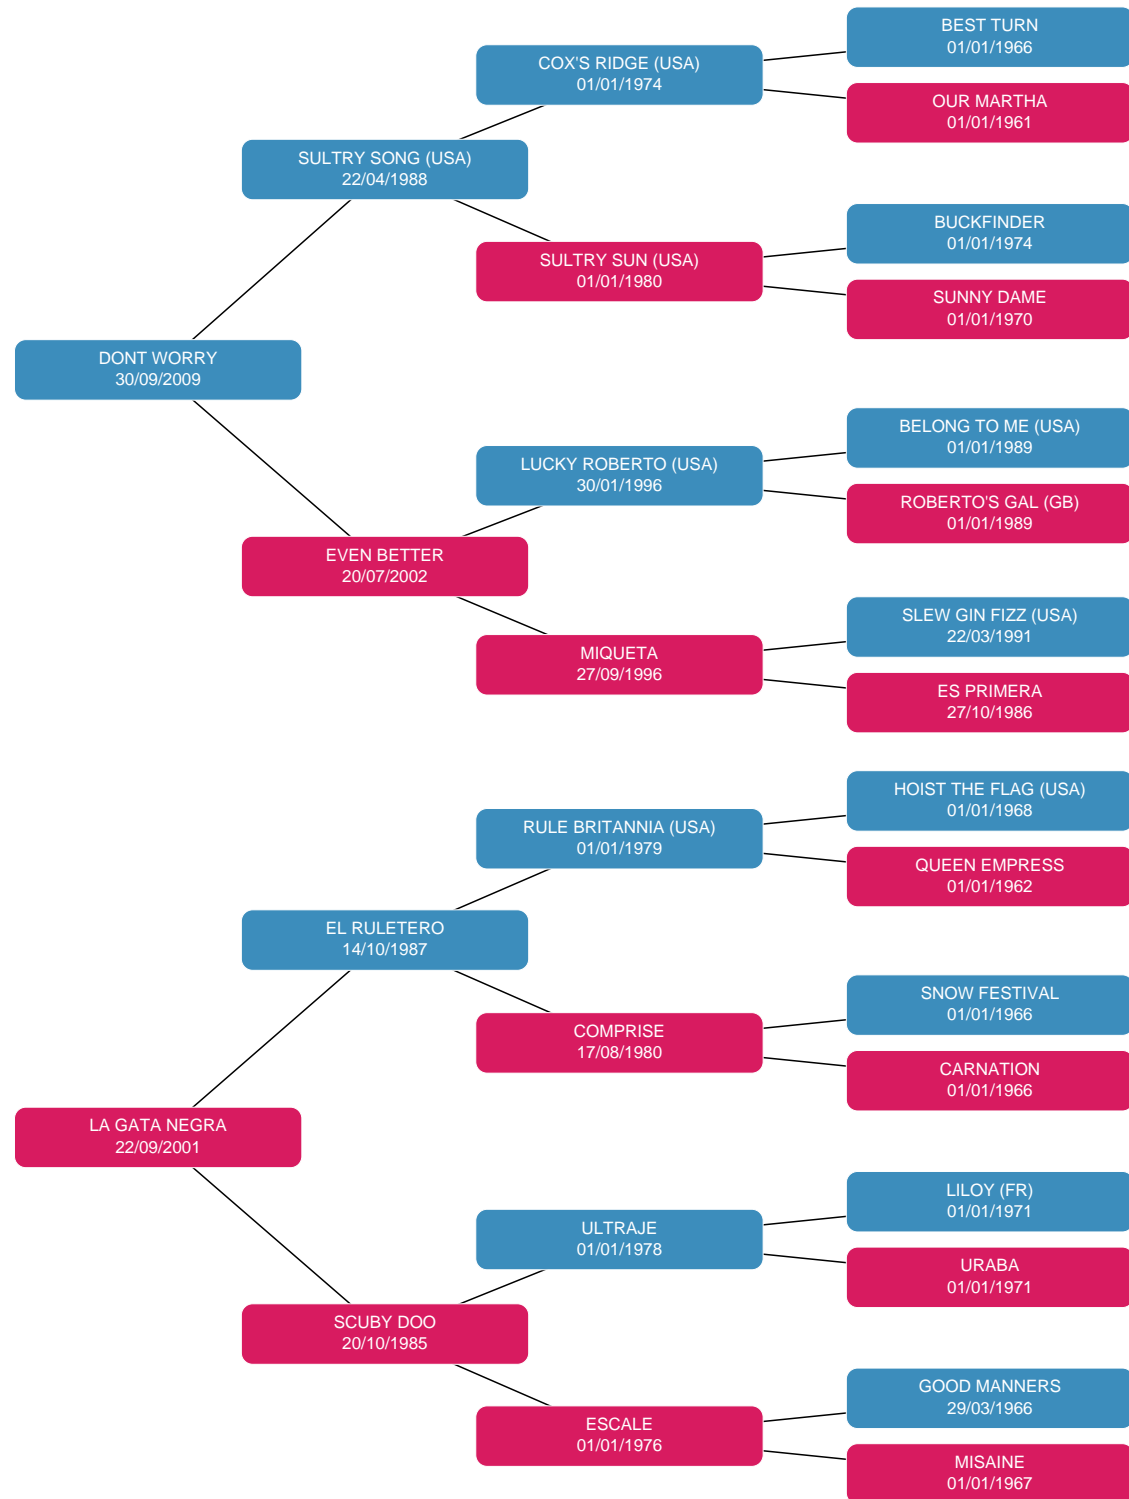 BEST TURN
01/01/1966
COX'S RIDGE (USA)
01/01/1974
OUR MARTHA
01/01/1961
SULTRY SONG (USA)
22/04/1988
BUCKFINDER
01/01/1974
SULTRY SUN (USA)
01/01/1980
SUNNY DAME
01/01/1970
DONT WORRY
30/09/2009
BELONG TO ME (USA)
01/01/1989
LUCKY ROBERTO (USA)
30/01/1996
ROBERTO'S GAL (GB)
01/01/1989
EVEN BETTER
20/07/2002
SLEW GIN FIZZ (USA)
22/03/1991
MIQUETA
27/09/1996
ES PRIMERA
27/10/1986
HOIST THE FLAG (USA)
01/01/1968
RULE BRITANNIA (USA)
01/01/1979
QUEEN EMPRESS
01/01/1962
EL RULETERO
14/10/1987
SNOW FESTIVAL
01/01/1966
COMPRISE
17/08/1980
CARNATION
01/01/1966
LA GATA NEGRA
22/09/2001
LILOY (FR)
01/01/1971
ULTRAJE
01/01/1978
URABA
01/01/1971
SCUBY DOO
20/10/1985
GOOD MANNERS
29/03/1966
ESCALE
01/01/1976
MISAINE
01/01/1967